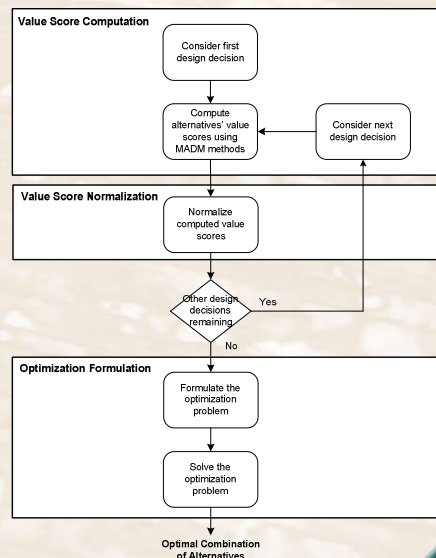 Value Score Computation
Consider first
design decision
Compute
alternatives' value
scores using
MADM methods
Consider next
design decision
Value Score Normalization
Normalize
computed value
scores
Other design
decisions
remaining
Yes
No
Optimization Formulation
Formulate the
optimization
problem
Solve the
optimization
problem
Optimal Combination
of Alternatives